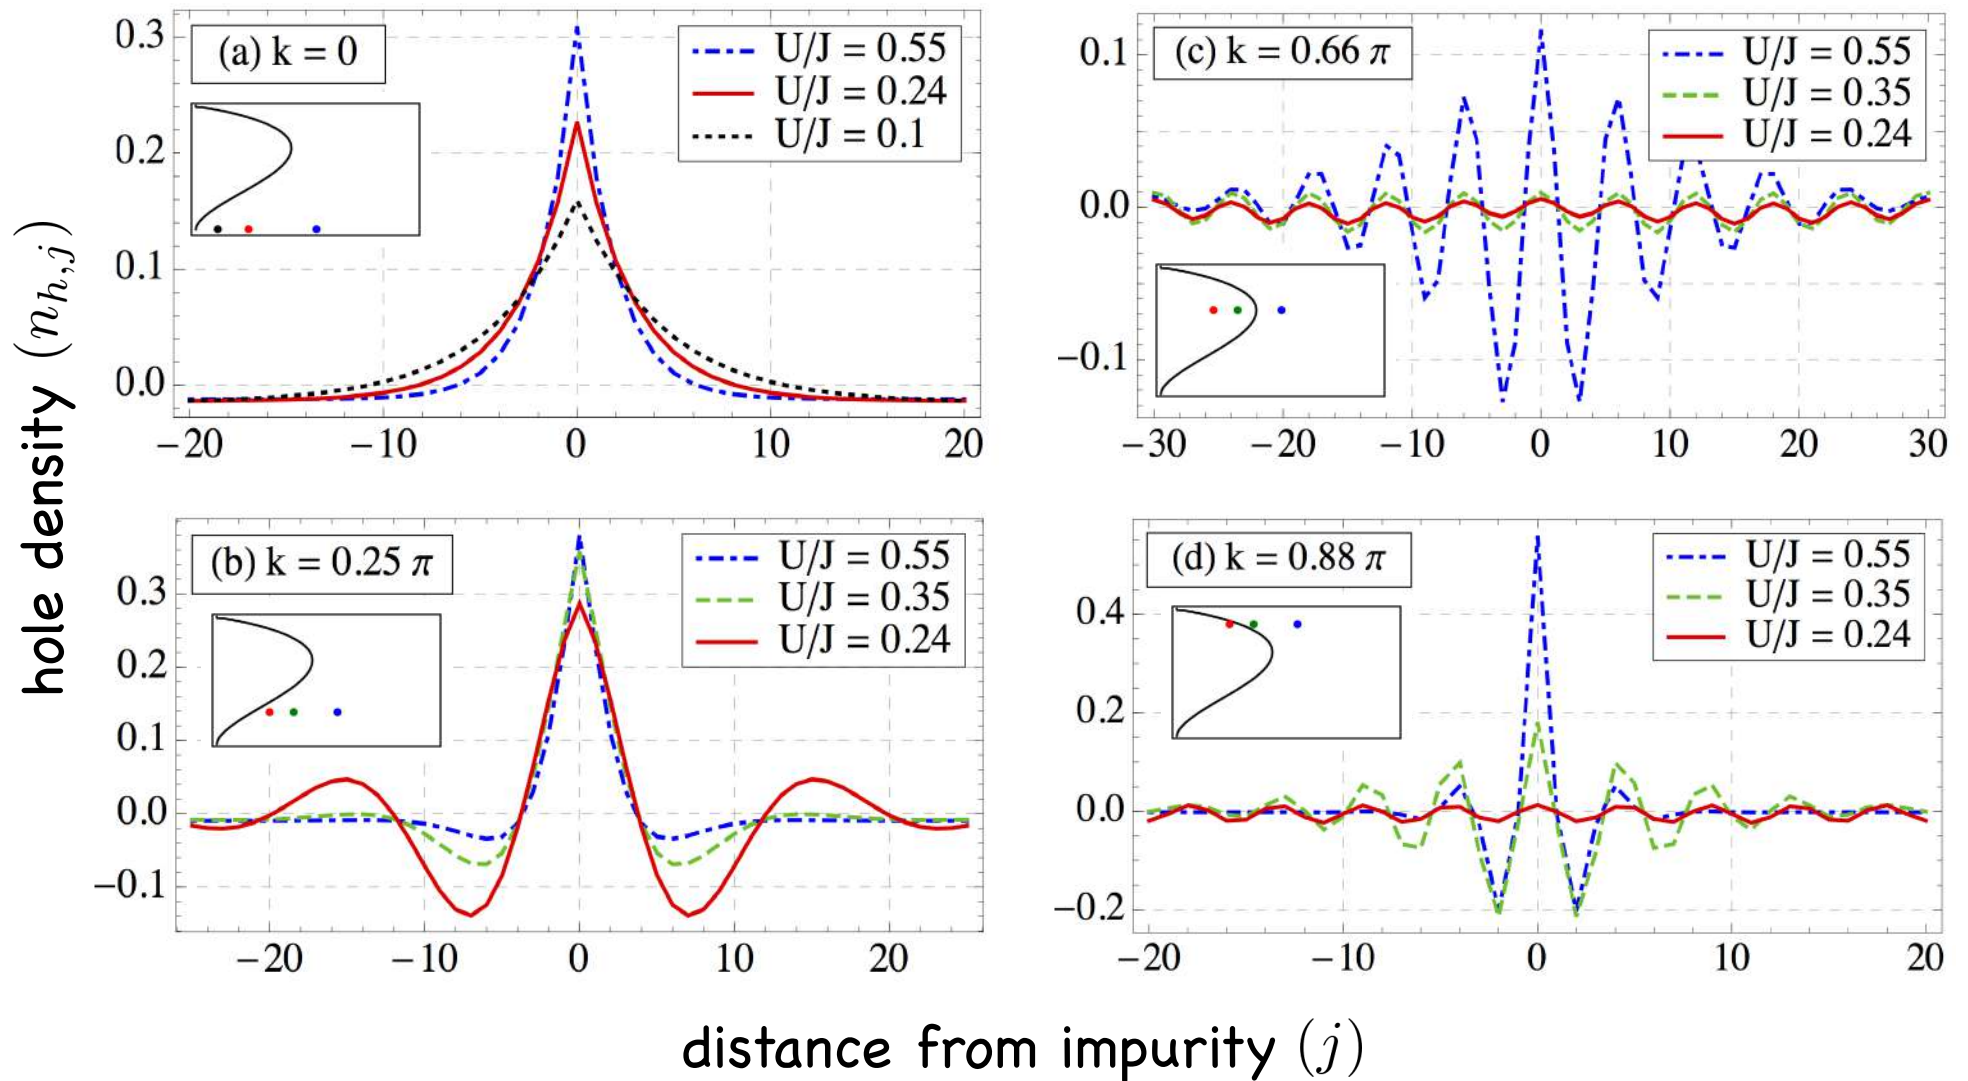 hole density (n_{h,j})
(a) k = 0
U/J = 0.55
U/J = 0.24
U/J = 0.1
0.3
0.2
0.1
0.0
−20 −10 0 10 20
(b) k = 0.25 π
U/J = 0.55
U/J = 0.35
U/J = 0.24
0.3
0.2
0.1
0.0
−0.1
−20 −10 0 10 20
(c) k = 0.66 π
U/J = 0.55
U/J = 0.35
U/J = 0.24
0.1
0.0
−0.1
−30 −20 −10 0 10 20 30
(d) k = 0.88 π
U/J = 0.55
U/J = 0.35
U/J = 0.24
0.4
0.2
0.0
−0.2
−20 −10 0 10 20
distance from impurity (j)